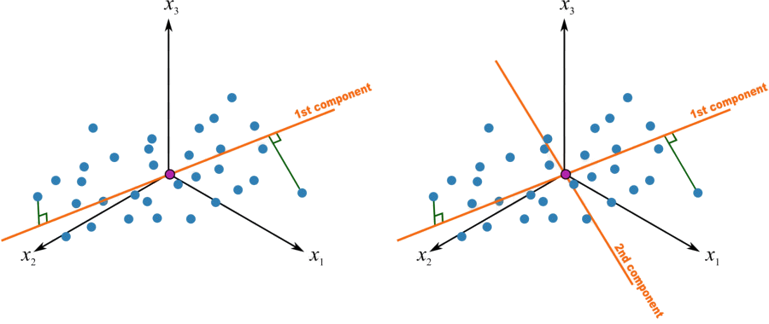 x3
1st component
x2
x1
x3
1st component
x2
x1
2nd component